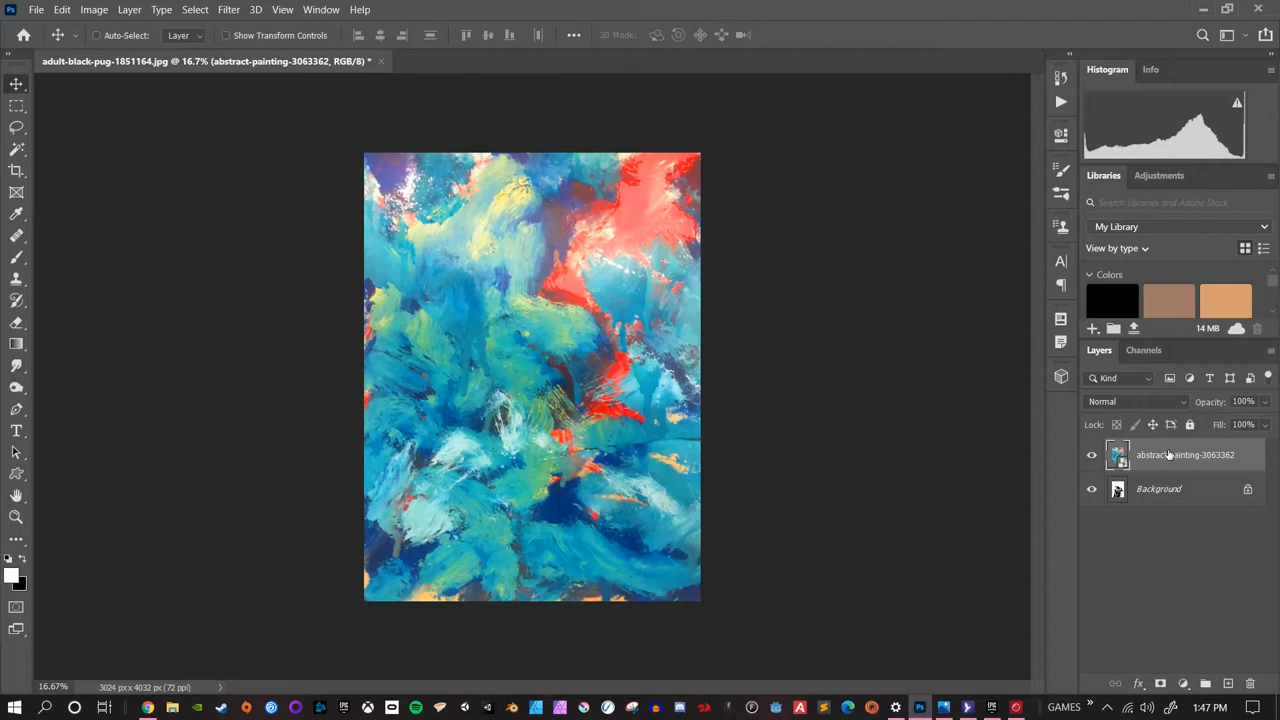 Ps File Edit Image Layer Type Select Filter 3D View Window Help
Auto-Select: Layer Show Transform Controls 3D Mode:
adult-black-pug-1851164.jpg @ 16.7% (abstract-painting-3063362, RGB/8) *
Histogram Info
Libraries Adjustments
Search Libraries and Adobe Stock
My Library
View by type
Colors
14 MB
Layers Channels
Kind
Normal Opacity: 100%
Lock: Fill: 100%
abstract-painting-3063362
Background
16.67% 3024 px x 4032 px (72 ppi)
GAMES 1:47 PM